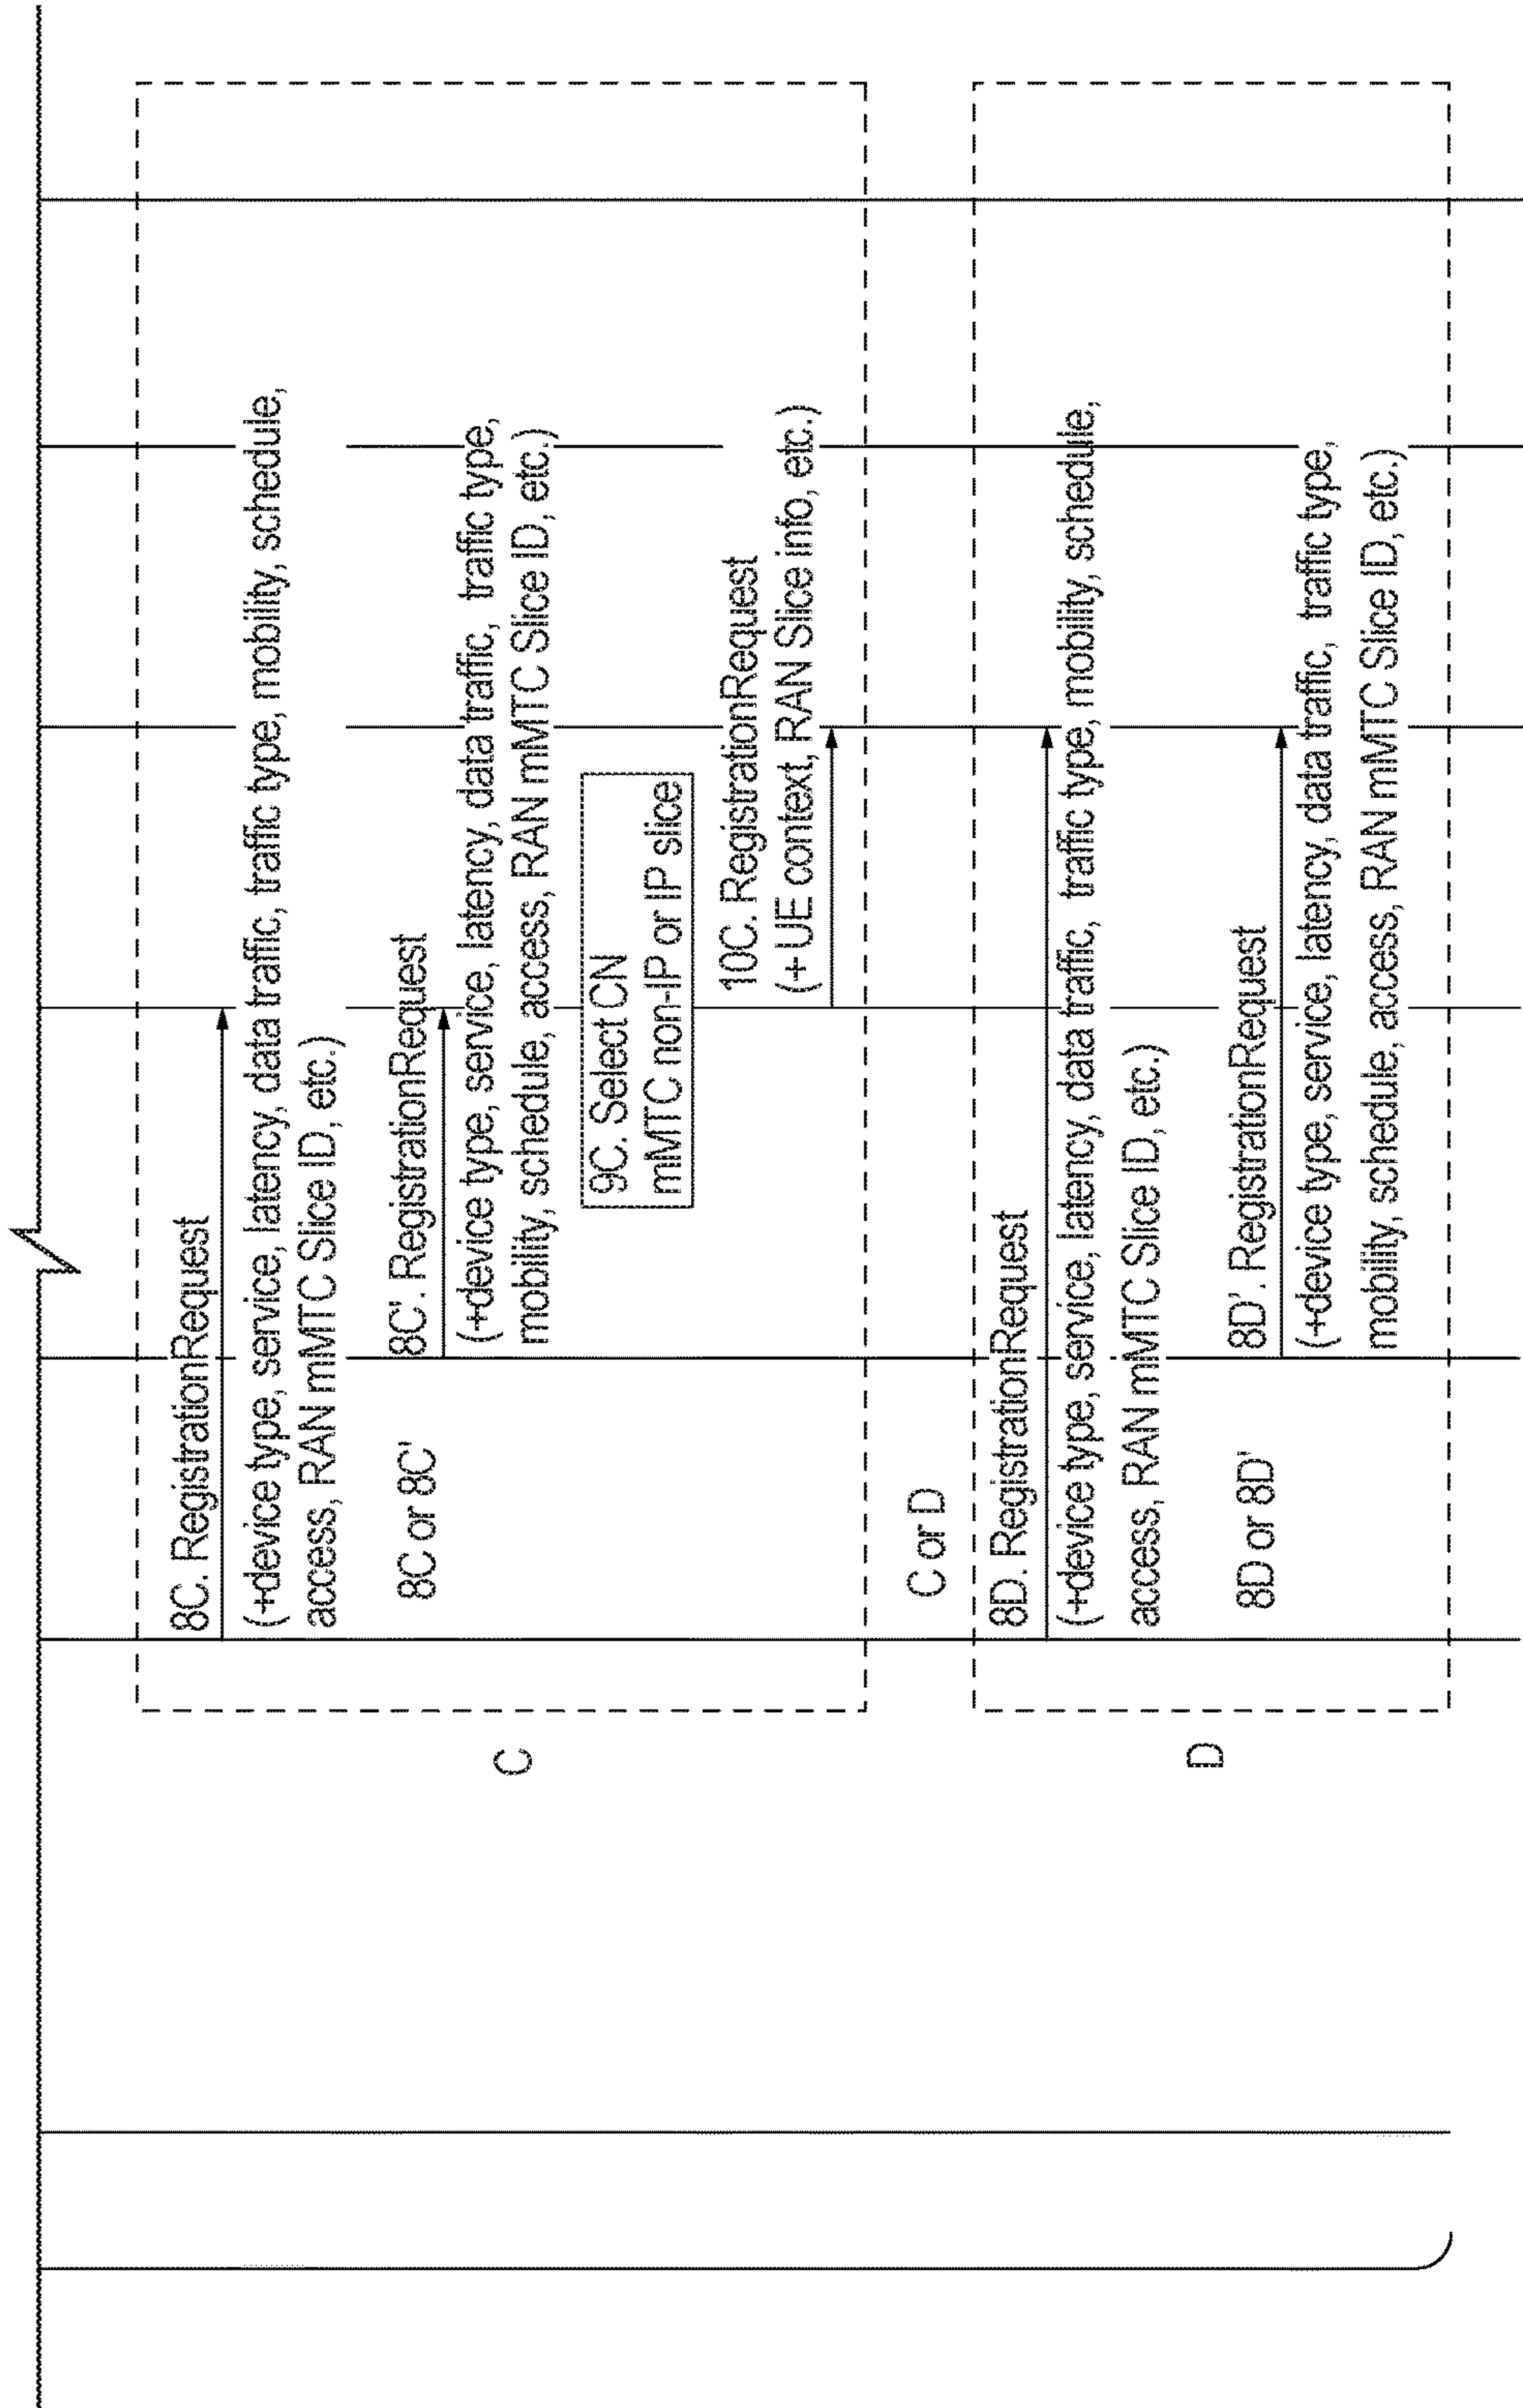 8C. RegistrationRequest
(+device type, service, latency, data traffic, traffic type, mobility, schedule,
access, RAN mMTC Slice ID, etc.)
8C or 8C'
8C'. RegistrationRequest
(+device type, service, latency, data traffic, traffic type,
mobility, schedule, access, RAN mMTC Slice ID, etc.)
9C. Select CN
mMTC non-IP or IP slice
10C. RegistrationRequest
(+ UE context, RAN Slice info, etc.)
C
C or D
8D. RegistrationRequest
(+device type, service, latency, data traffic, traffic type, mobility, schedule,
access, RAN mMTC Slice ID, etc.)
8D or 8D'
8D'. RegistrationRequest
(+device type, service, latency, data traffic, traffic type,
mobility, schedule, access, RAN mMTC Slice ID, etc.)
D